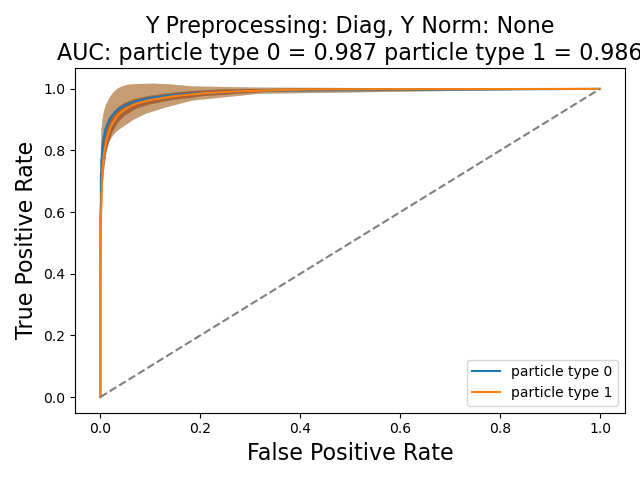 Y Preprocessing: Diag, Y Norm: None
AUC: particle type 0 = 0.987 particle type 1 = 0.986
1.0
0.8
0.6
0.4
0.2
0.0
True Positive Rate
particle type 0
particle type 1
0.0 0.2 0.4 0.6 0.8 1.0
False Positive Rate